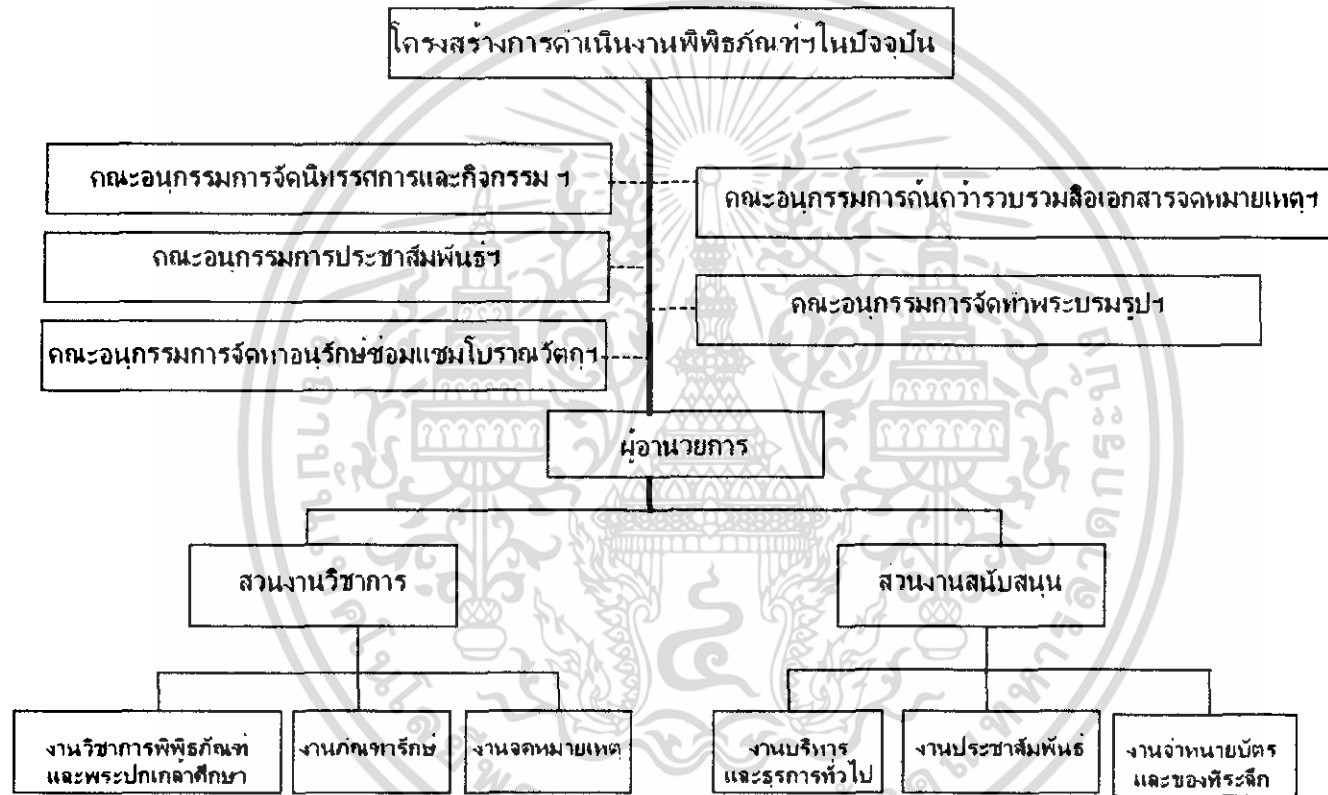 โครงสร้างการดำเนินงานพิพิธภัณฑ์ฯในปัจจุบัน
คณะอนุกรรมการจัดนิทรรศการและกิจกรรม ฯ
คณะอนุกรรมการค้นคว้ารวบรวมสื่อเอกสารจดหมายเหตุฯ
คณะอนุกรรมการประชาสัมพันธ์ฯ
คณะอนุกรรมการจัดทำพระบรมรูปฯ
คณะอนุกรรมการจัดหาอนุรักษ์ซ่อมแซมโบราณวัตถุฯ
ผู้อำนวยการ
ส่วนงานวิชาการ
ส่วนงานสนับสนุน
งานวิชาการพิพิธภัณฑ์
และพระปกเกล้าศึกษา
งานภัณฑารักษ์
งานจดหมายเหตุ
งานบริหาร
และธุรการทั่วไป
งานประชาสัมพันธ์
งานจำหน่ายบัตร
และของที่ระลึก